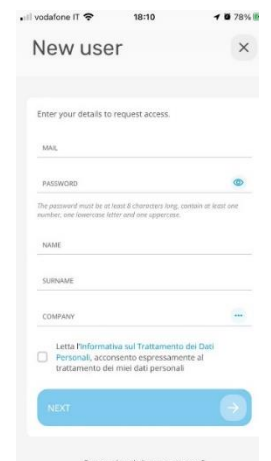 vodafone IT 18:10 78%
New user
Enter your details to request access.
MAIL
PASSWORD
The password must be at least 8 characters long, contain at least one
number, one lowercase letter and one uppercase.
NAME
SURNAME
COMPANY
Letta l'Informativa sul Trattamento dei Dati
Personali, acconsento espressamente al
trattamento dei miei dati personali
NEXT